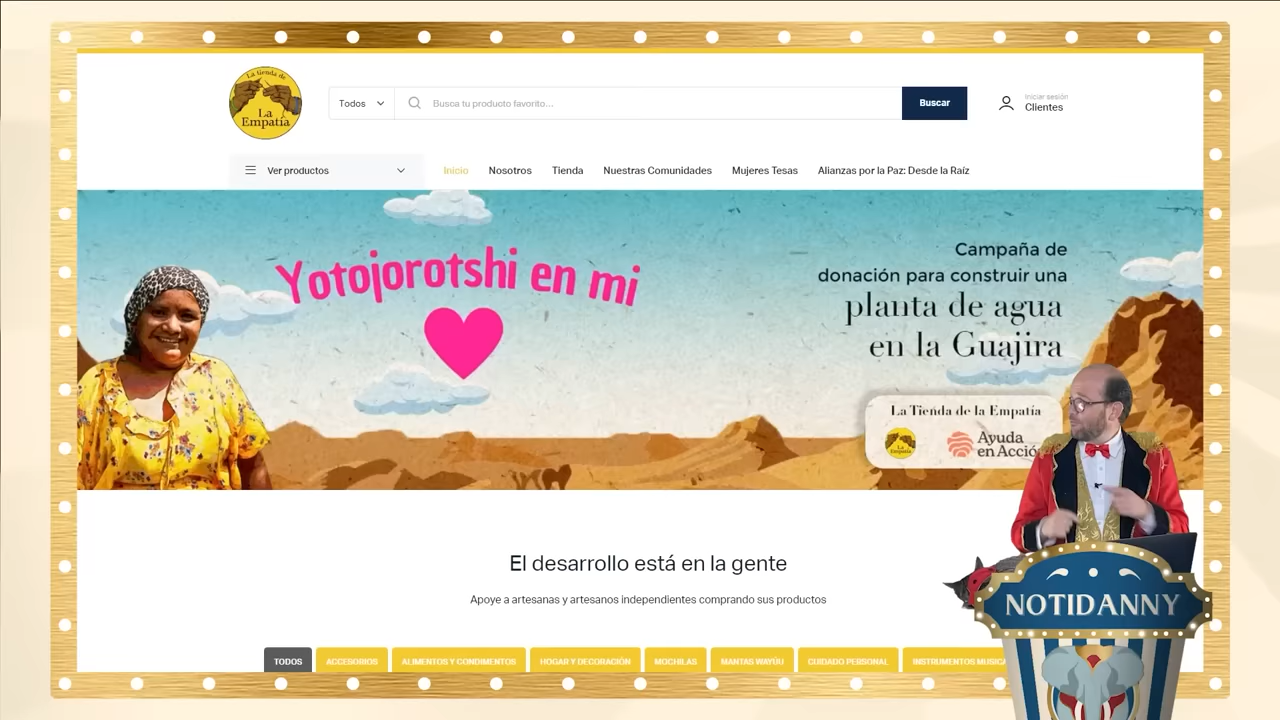 La tienda de
La
Empatía
Todos
Busca tu producto favorito...
Buscar
Iniciar sesión
Clientes
Ver productos
Inicio
Nosotros
Tienda
Nuestras Comunidades
Mujeres Tesas
Alianzas por la Paz: Desde la Raíz
Yotojorotshi en mi
Campaña de
donación para construir una
planta de agua
en la Guajira
La Tienda de la Empatía
La
Empatía
Ayuda
en Acció
El desarrollo está en la gente
Apoye a artesanas y artesanos independientes comprando sus productos
TODOS
ACCESORIOS
ALIMENTOS Y CONDIMENTOS
HOGAR Y DECORACIÓN
MOCHILAS
MANTAS WAYÚU
CUIDADO PERSONAL
INSTRUMENTOS MUSICA
NOTIDANNY